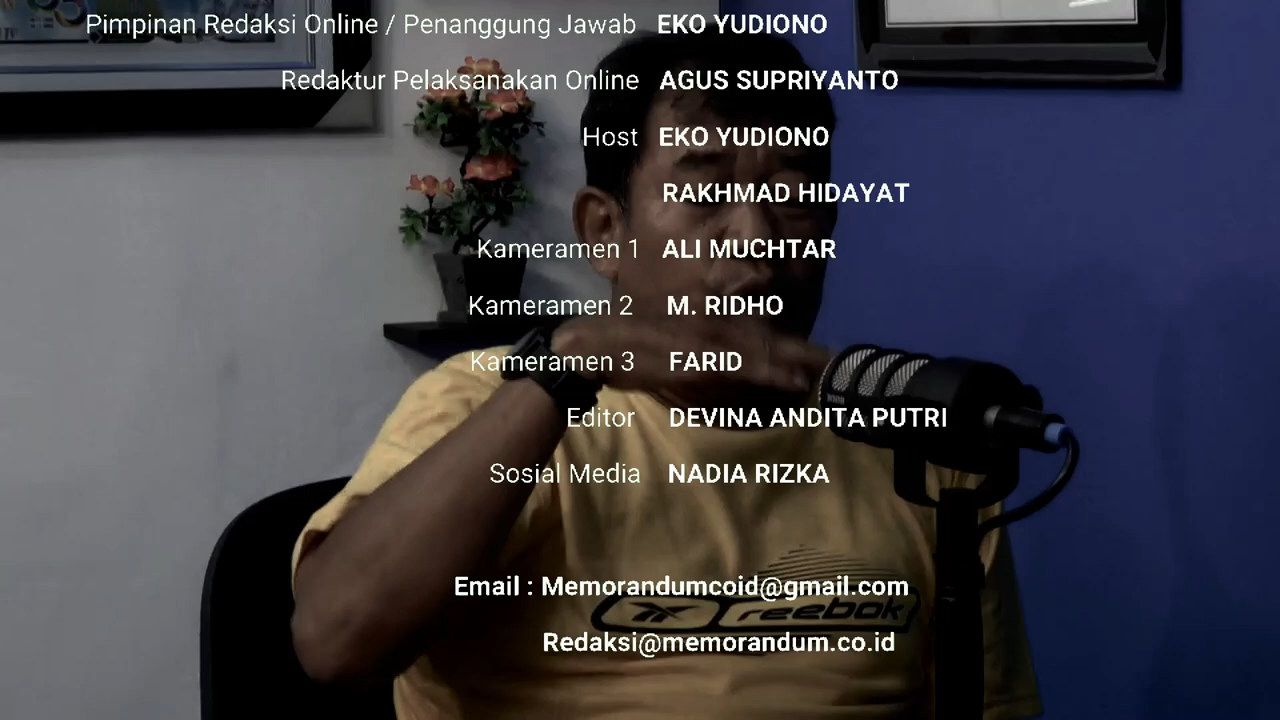 Pimpinan Redaksi Online / Penanggung Jawab EKO YUDIONO
Redaktur Pelaksanakan Online AGUS SUPRIYANTO
Host EKO YUDIONO
RAKHMAD HIDAYAT
Kameramen 1 ALI MUCHTAR
Kameramen 2 M. RIDHO
Kameramen 3 FARID
Editor DEVINA ANDITA PUTRI
Sosial Media NADIA RIZKA
Email : Memorandumcoid@gmail.com
Reebok
Redaksi@memorandum.co.id